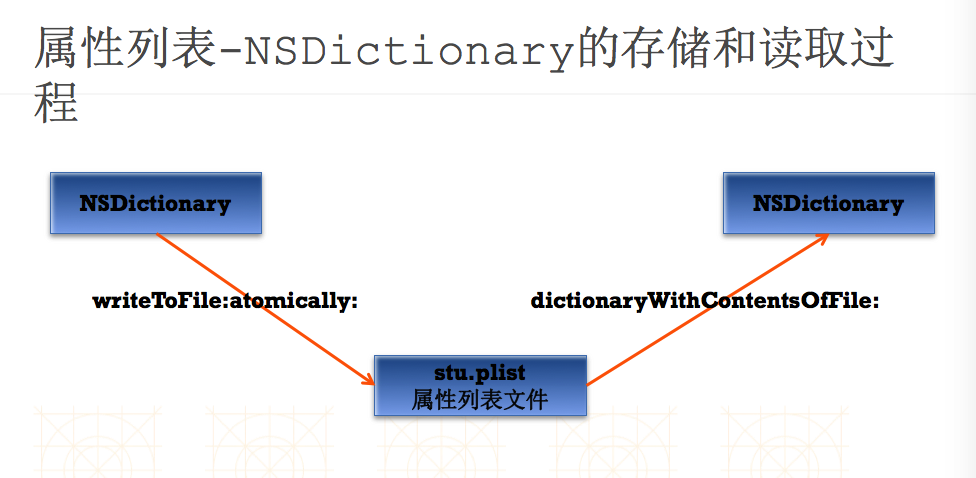 属性列表-NSDictionary的存储和读取过
程
NSDictionary
NSDictionary
writeToFile:atomically:
dictionaryWithContentsOfFile:
stu.plist
属性列表文件